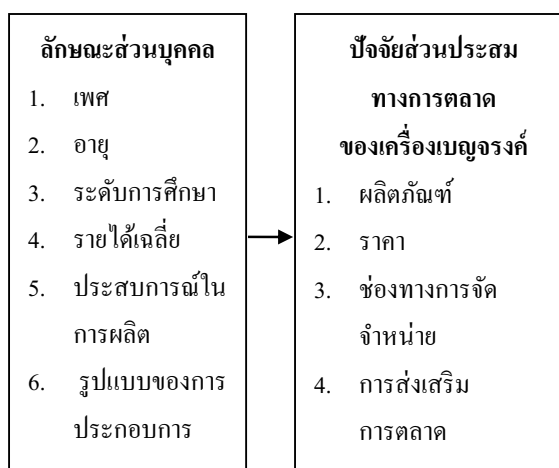 ลักษณะส่วนบุคคล
1. เพศ
2. อายุ
3. ระดับการศึกษา
4. รายได้เฉลี่ย
5. ประสบการณ์ใน
การผลิต
6. รูปแบบของการ
ประกอบการ
ปัจจัยส่วนประสม
ทางการตลาด
ของเครื่องเบญจรงค์
1. ผลิตภัณฑ์
2. ราคา
3. ช่องทางการจัด
จำหน่าย
4. การส่งเสริม
การตลาด